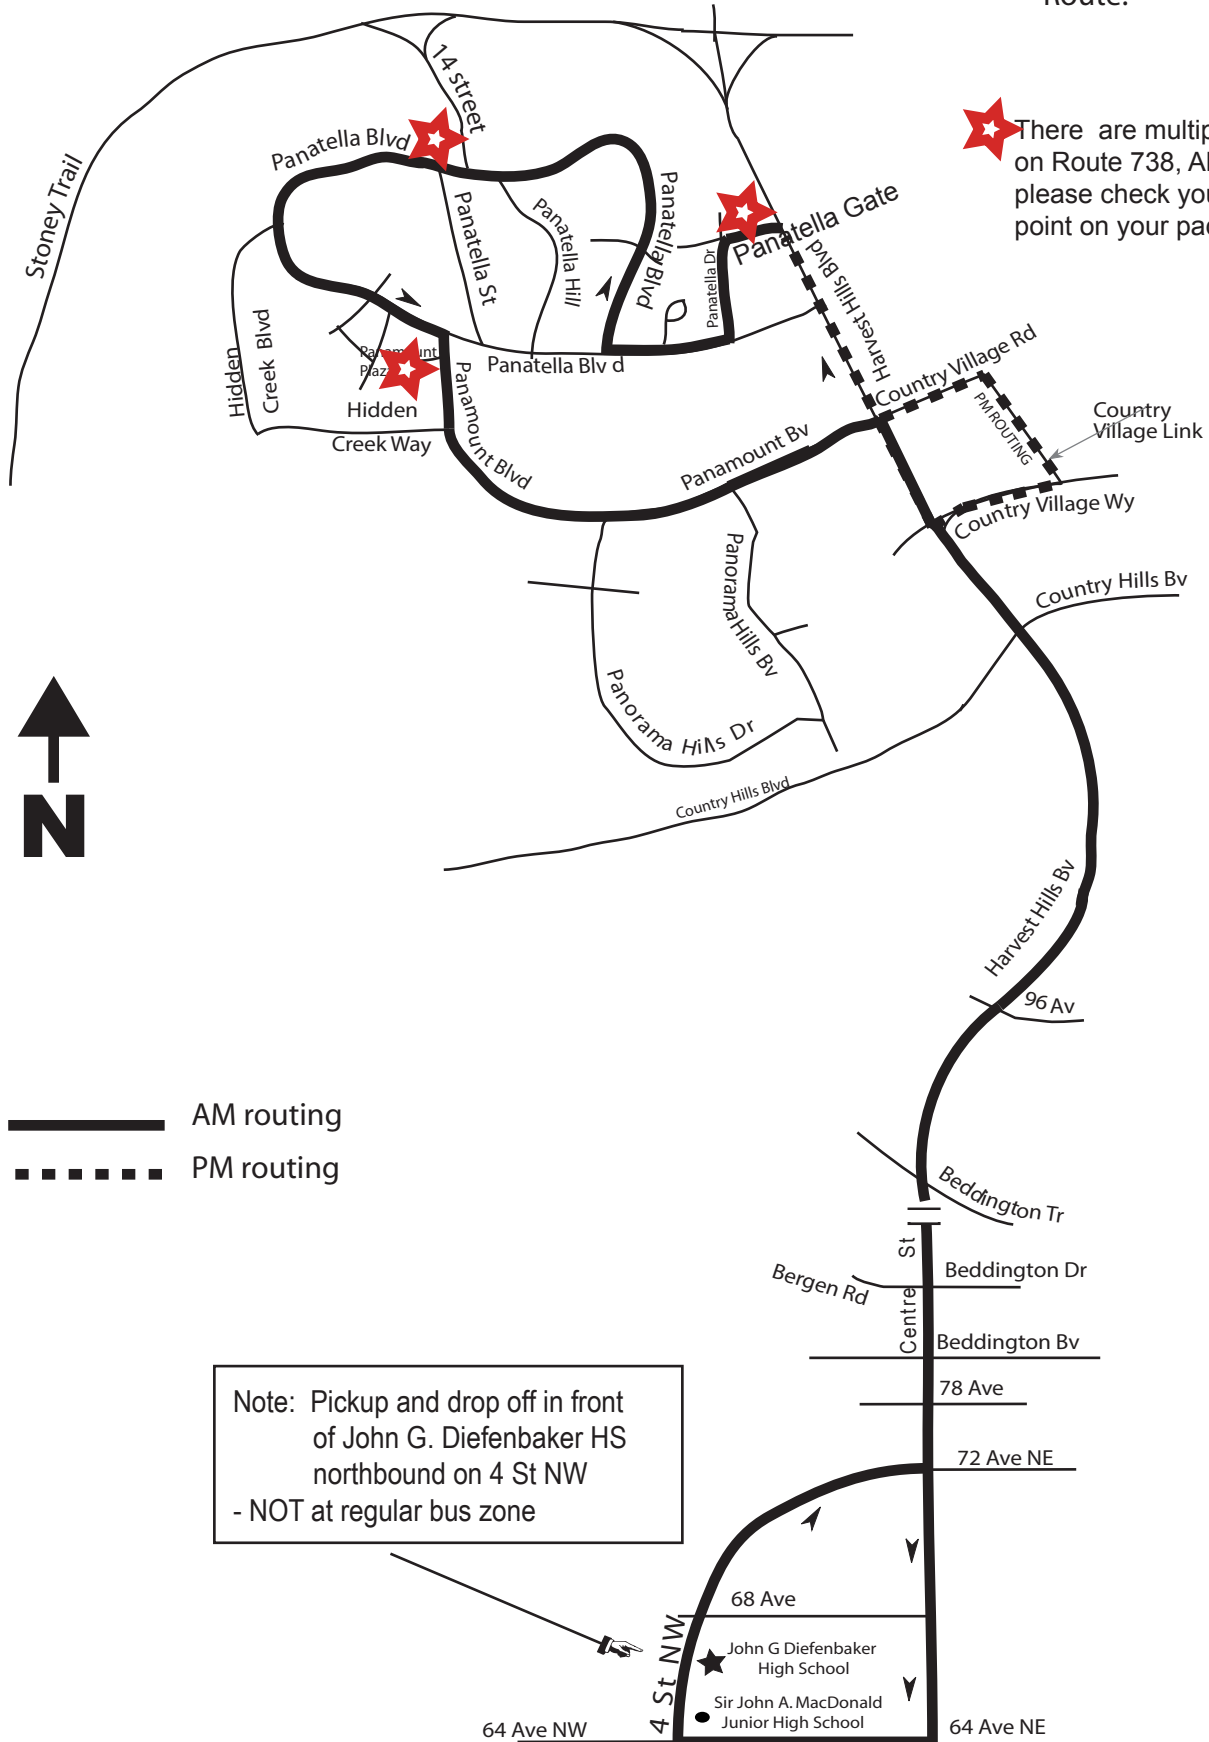 Route.
There are multip
on Route 738, Al
please check you
point on your pac
Stoney Trail
14 street
Panatella Blvd
Panatella St
Panatella Hill
Panatella Blvd
Panatella Dr
Panatella Gate
Harvest Hills Blvd
Hidden
Creek Blvd
Panamount
Plaza
Hidden
Creek Way
Panatella Blv d
Panamount Blvd
Panamount Bv
Country Village Rd
PM ROUTING
Country
Village Link
Country Village Wy
Country Hills Bv
Panorama Hills Bv
Panorama Hills Dr
Country Hills Blvd
N
Harvest Hills Bv
96 Av
AM routing
PM routing
Beddington Tr
Centre St
Bergen Rd
Beddington Dr
Beddington Bv
78 Ave
72 Ave NE
Note: Pickup and drop off in front
of John G. Diefenbaker HS
northbound on 4 St NW
- NOT at regular bus zone
68 Ave
4 St NW
John G Diefenbaker
High School
Sir John A. MacDonald
Junior High School
64 Ave NW
64 Ave NE